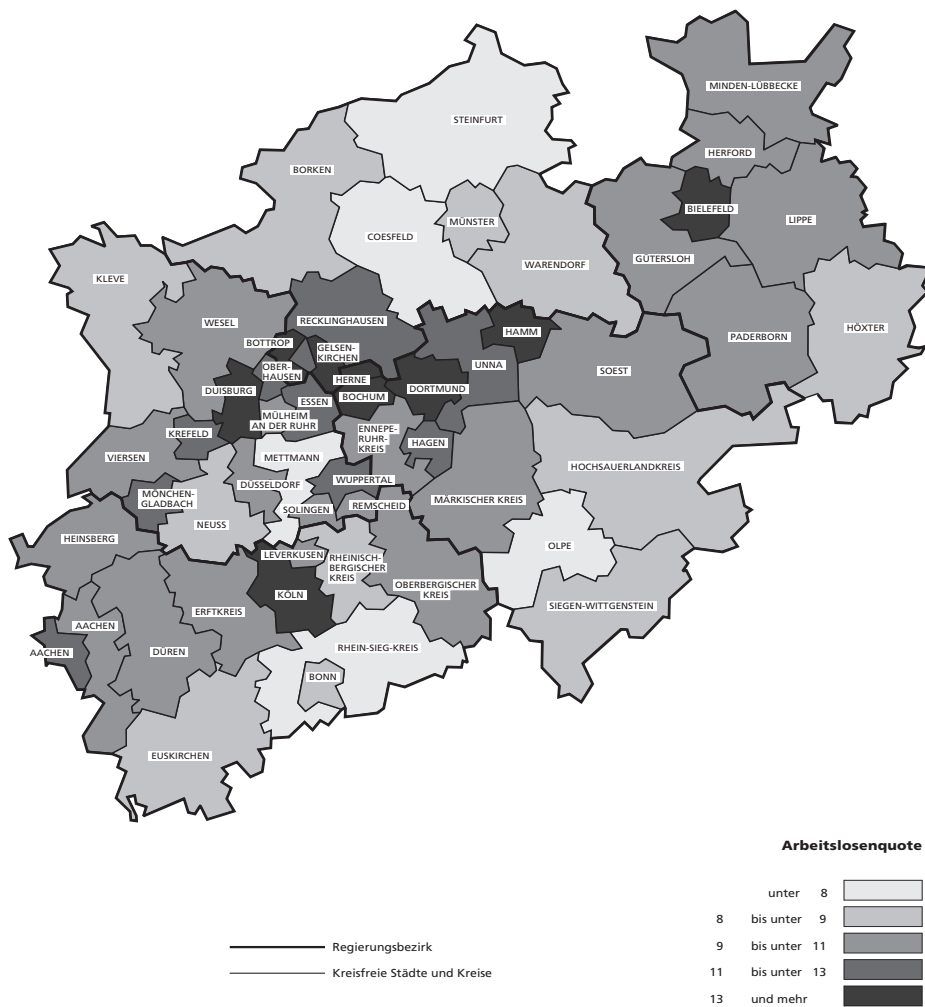 MINDEN-LÜBBECKE
STEINFURT
HERFORD
BORKEN
BIELEFELD
LIPPE
MÜNSTER
COESFELD
GÜTERSLOH
WARENDORF
KLEVE
WESEL
RECKLINGHAUSEN
HAMM
HÖXTER
PADERBORN
BOTTROP
GELSEN-
KIRCHEN
UNNA
SOEST
OBER-
HAUSEN
HERNE
DUISBURG
DORTMUND
BOCHUM
ESSEN
MÜLHEIM
AN DER RUHR
KREFELD
ENNEPE-
RUHR-
KREIS
HAGEN
VIERSEN
METTMANN
HOCHSAUERLANDKREIS
WUPPERTAL
DÜSSELDORF
MÖNCHEN-
GLADBACH
MÄRKISCHER KREIS
REMSCHEID
SOLINGEN
NEUSS
HEINSBERG
OLPE
LEVERKUSEN
RHEINISCH-
BERGISCHER
KREIS
OBERBERGISCHER
KREIS
KÖLN
SIEGEN-WITTGENSTEIN
ERFTKREIS
AACHEN
RHEIN-SIEG-KREIS
AACHEN
DÜREN
BONN
EUSKIRCHEN
Arbeitslosenquote
unter 8
8 bis unter 9
9 bis unter 11
11 bis unter 13
13 und mehr
Regierungsbezirk
Kreisfreie Städte und Kreise